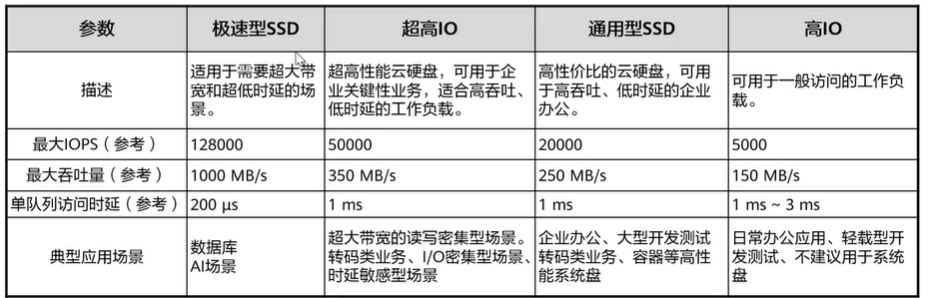 参数 极速型SSD 超高IO 通用型SSD 高IO
描述
适用于需要超大带
宽和超低时延的场
景。
超高性能云硬盘，可用于企
业关键性业务，适合高吞吐、
低时延的工作负载。
高性价比的云硬盘，可用
于高吞吐、低时延的企业
办公。
可用于一般访问的工作负
载。
最大IOPS（参考） 128000 50000 20000 5000
最大吞吐量（参考） 1000 MB/s 350 MB/s 250 MB/s 150 MB/s
单队列访问时延（参考） 200 μs 1 ms 1 ms 1 ms ~ 3 ms
典型应用场景
数据库
AI场景
超大带宽的读写密集型场景。
转码类业务、I/O密集型场景、
时延敏感型场景
企业办公、大型开发测试
转码类业务、容器等高性
能系统盘
日常办公应用、轻载型开
发测试、不建议用于系统
盘